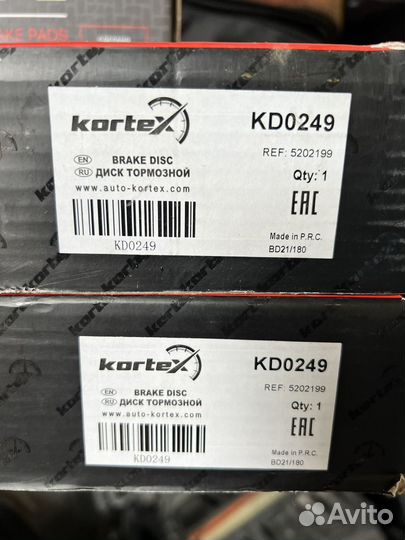 KE PADS
kortex
KD0249
REF: 5202199
EN BRAKE DISC
RU ДИСК ТОРМОЗНОЙ
www.auto-kortex.com
Qty: 1
EAC
KD0249
Made in P.R.C.
BD21/180
kortex
KD0249
REF: 5202199
EN BRAKE DISC
RU ДИСК ТОРМОЗНОЙ
www.auto-kortex.com
Qty: 1
EAC
KD0249
Made in P.R.C.
BD21/180
Avito